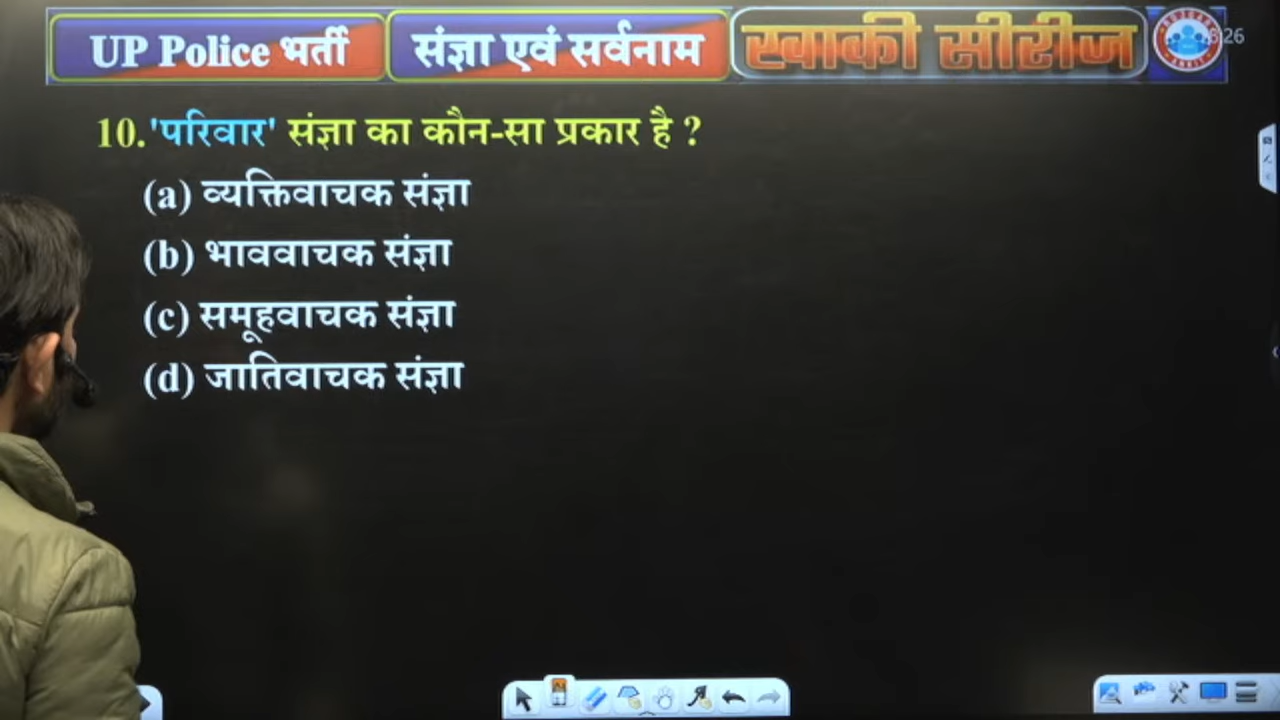 UP Police भर्ती
संज्ञा एवं सर्वनाम
खाकी सीरीज
10. 'परिवार' संज्ञा का कौन-सा प्रकार है ?
(a) व्यक्तिवाचक संज्ञा
(b) भाववाचक संज्ञा
(c) समूहवाचक संज्ञा
(d) जातिवाचक संज्ञा